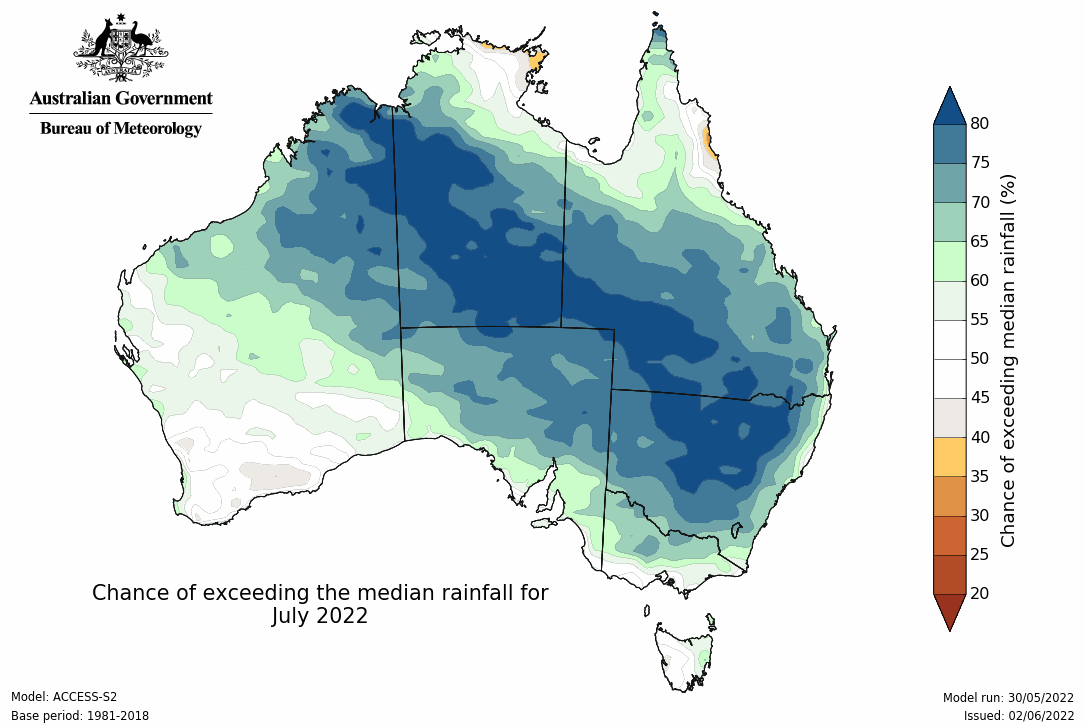 AUSTRALIA
Australian Government
Bureau of Meteorology
80
75
70
65
60
55
50
45
40
35
30
25
20
Chance of exceeding median rainfall (%)
Chance of exceeding the median rainfall for
July 2022
Model: ACCESS-S2
Base period: 1981-2018
Model run: 30/05/2022
Issued: 02/06/2022